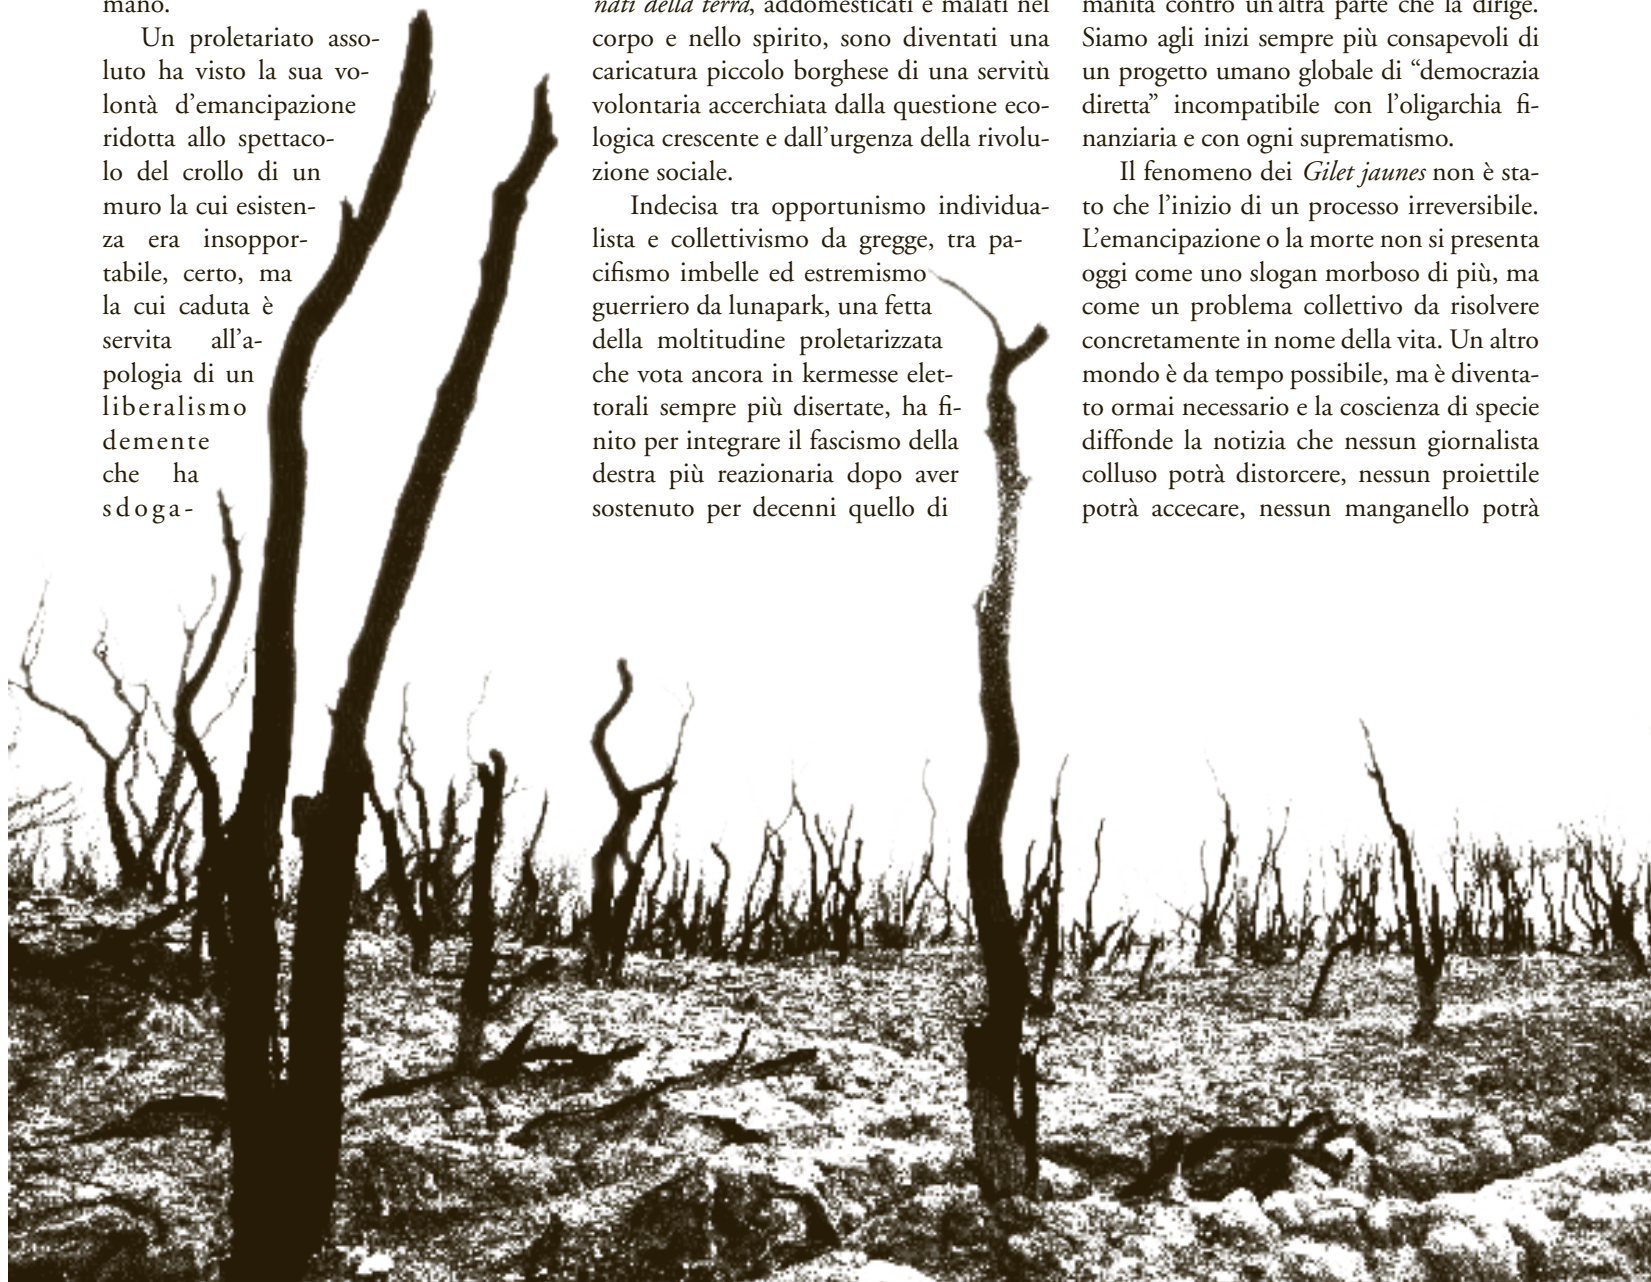 mano.
Un proletariato asso-
luto ha visto la sua vo-
lontà d'emancipazione
ridotta allo spettaco-
lo del crollo di un
muro la cui esisten-
za era insoppor-
tabile, certo, ma
la cui caduta è
servita all'a-
pologia di un
liberalismo
demente
che ha
sdoga-
nati della terra, addomesticati e malati nel
corpo e nello spirito, sono diventati una
caricatura piccolo borghese di una servitù
volontaria accerchiata dalla questione eco-
logica crescente e dall'urgenza della rivolu-
zione sociale.
Indecisa tra opportunismo individua-
lista e collettivismo da gregge, tra pa-
cifismo imbelle ed estremismo
guerriero da lunapark, una fetta
della moltitudine proletarizzata
che vota ancora in kermesse elet-
torali sempre più disertate, ha fi-
nito per integrare il fascismo della
destra più reazionaria dopo aver
sostenuto per decenni quello di
manità contro un'altra parte che la dirige.
Siamo agli inizi sempre più consapevoli di
un progetto umano globale di “democrazia
diretta” incompatibile con l'oligarchia fi-
nanziaria e con ogni suprematismo.
Il fenomeno dei Gilet jaunes non è sta-
to che l'inizio di un processo irreversibile.
L'emancipazione o la morte non si presenta
oggi come uno slogan morboso di più, ma
come un problema collettivo da risolvere
concretamente in nome della vita. Un altro
mondo è da tempo possibile, ma è diventa-
to ormai necessario e la coscienza di specie
diffonde la notizia che nessun giornalista
colluso potrà distorcere, nessun proiettile
potrà accecare, nessun manganello potrà